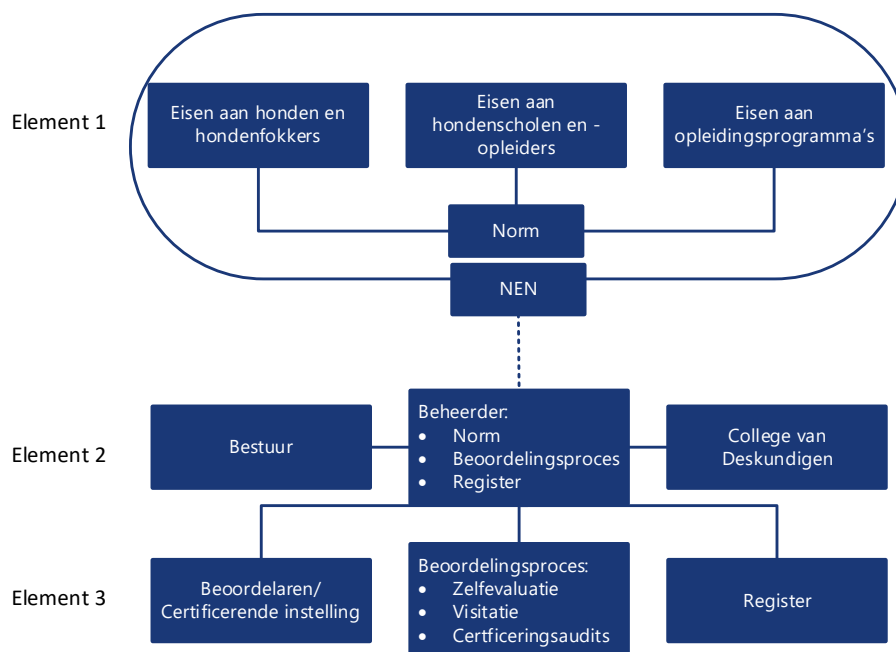 Element 1
Eisen aan honden en
hondenfokkers
Eisen aan
hondenscholen en -
opleiders
Eisen aan
opleidingsprogramma's
Norm
NEN
Element 2
Bestuur
Beheerder:
• Norm
• Beoordelingsproces
• Register
College van
Deskundigen
Element 3
Beoordelaren/
Certificerende instelling
Beoordelingsproces:
• Zelfevaluatie
• Visitatie
• Certficeringsaudits
Register